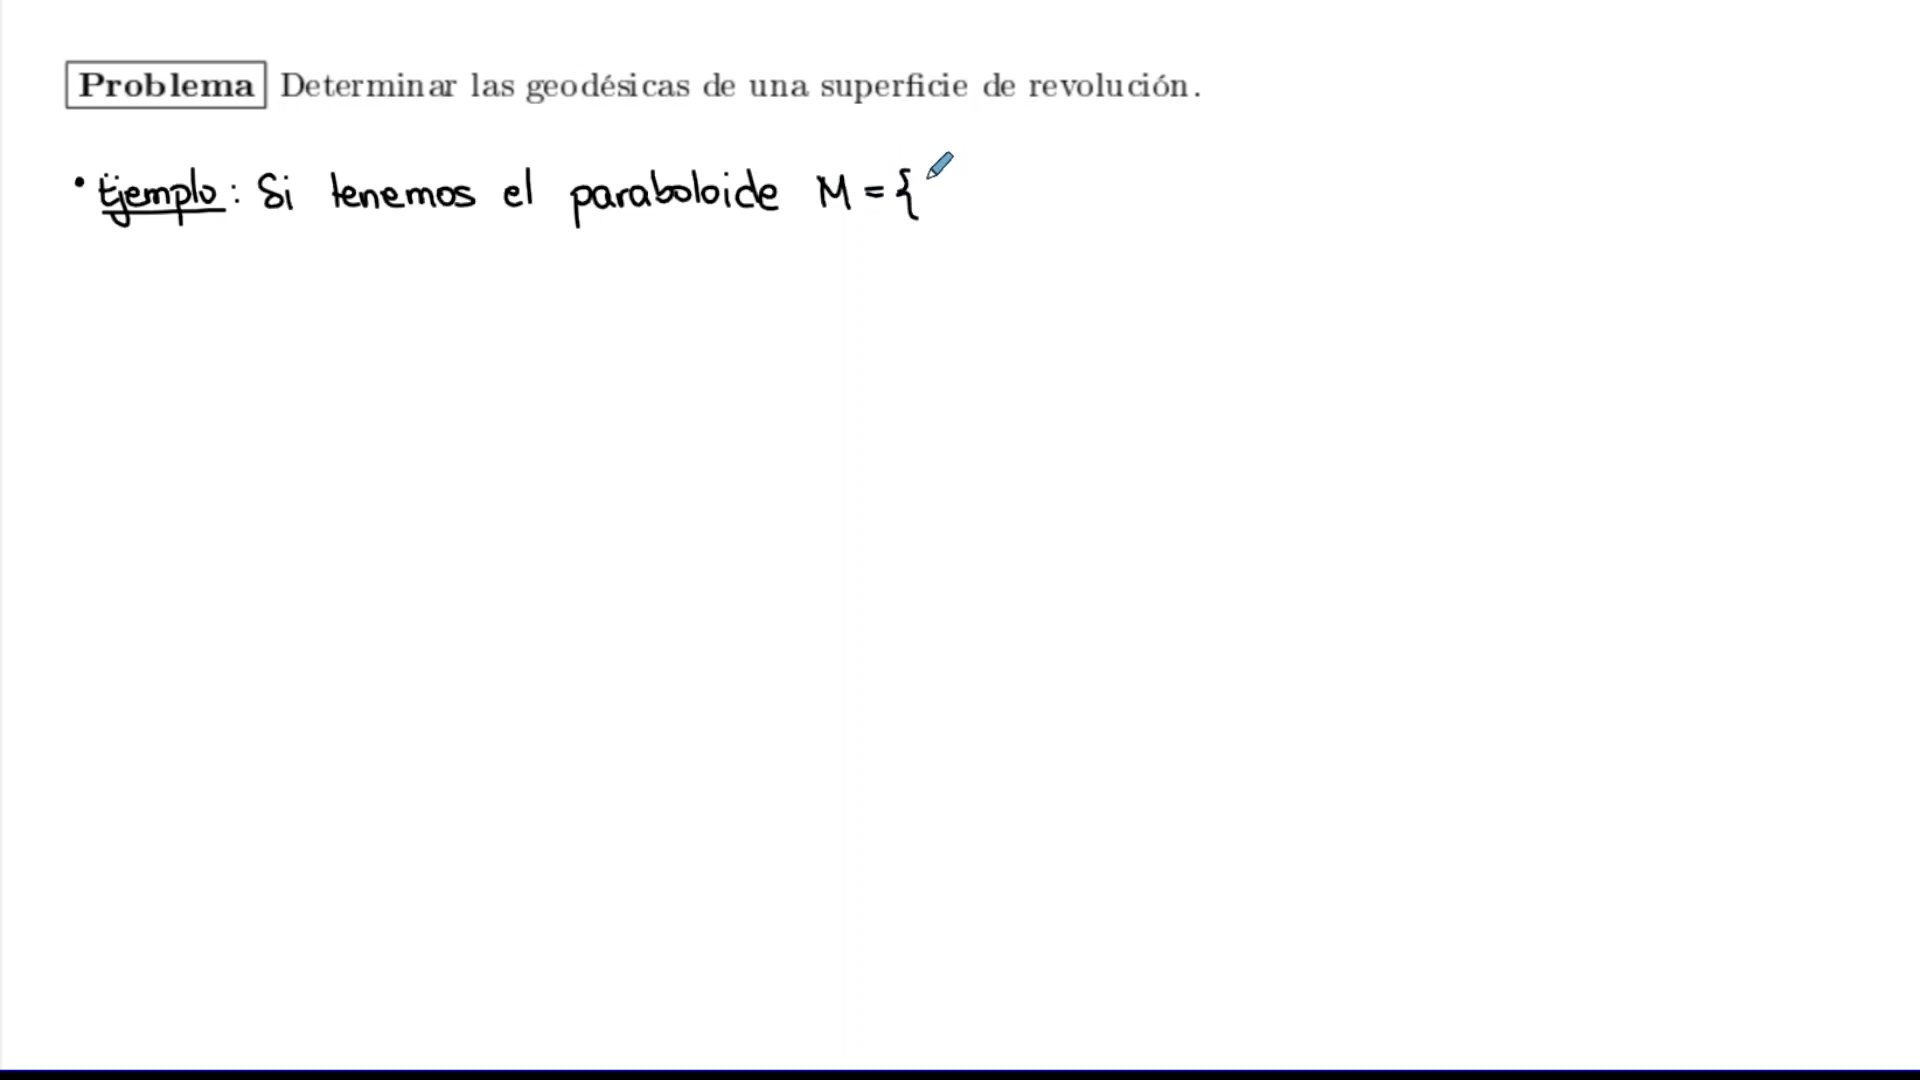 Problema Determinar las geodésicas de una superficie de revolución.
• Ejemplo: Si tenemos el paraboloide M = {